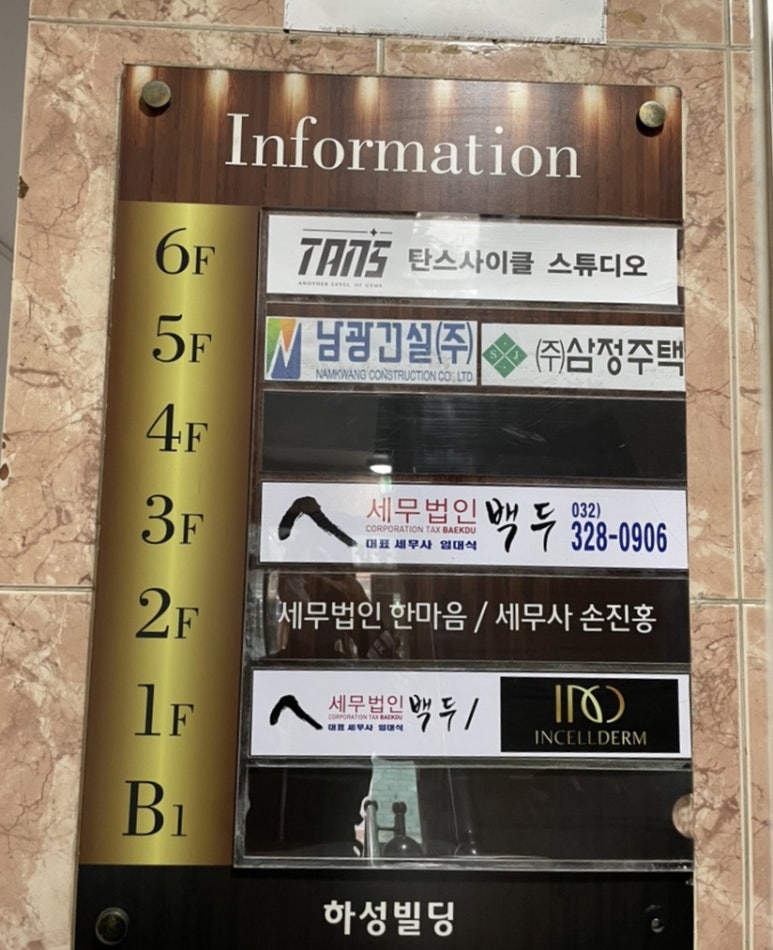 Information
6F
TANS
ANOTHER LEVEL OF GEMS
탄스사이클 스튜디오
5F
남광건설(주)
NAMKWANG CONSTRUCTION CO., LTD.
SJ
(주)삼정주택
4F
3F
세무법인 백두
CORPORATION TAX BAEKDU
대표 세무사 임대식
032)
328-0906
2F
세무법인 한마음 / 세무사 손진홍
1F
세무법인 백두 /
CORPORATION TAX BAEKDU
대표 세무사 임대식
INCELLDERM
B1
하성빌딩